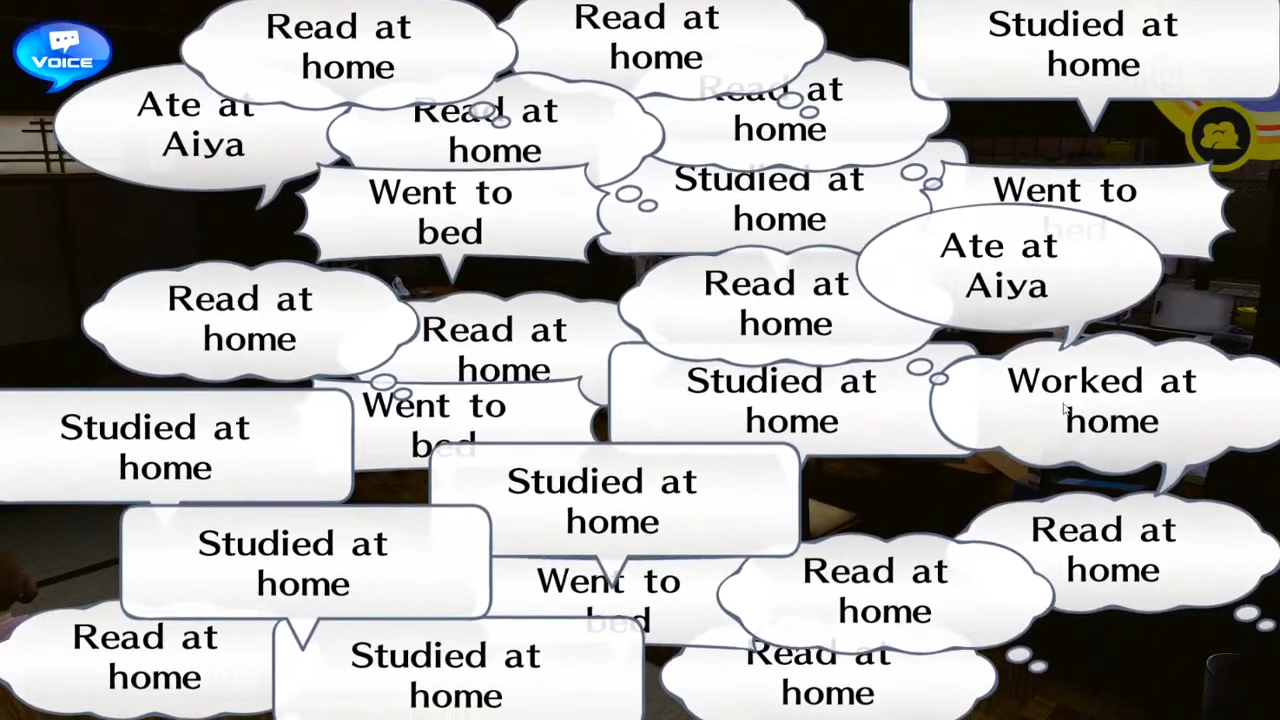 VOICE
Read at
home
Read at
home
Studied at
home
Ate at
Aiya
Read at
home
Read at
home
Went to
bed
Studied at
home
Went to
bed
Ate at
Aiya
Read at
home
Read at
home
Read at
home
Studied at
home
Worked at
home
Went to
bed
Studied at
home
Studied at
home
Studied at
home
Read at
home
Read at
home
Went to
bed
Read at
home
Studied at
home
Read at
home